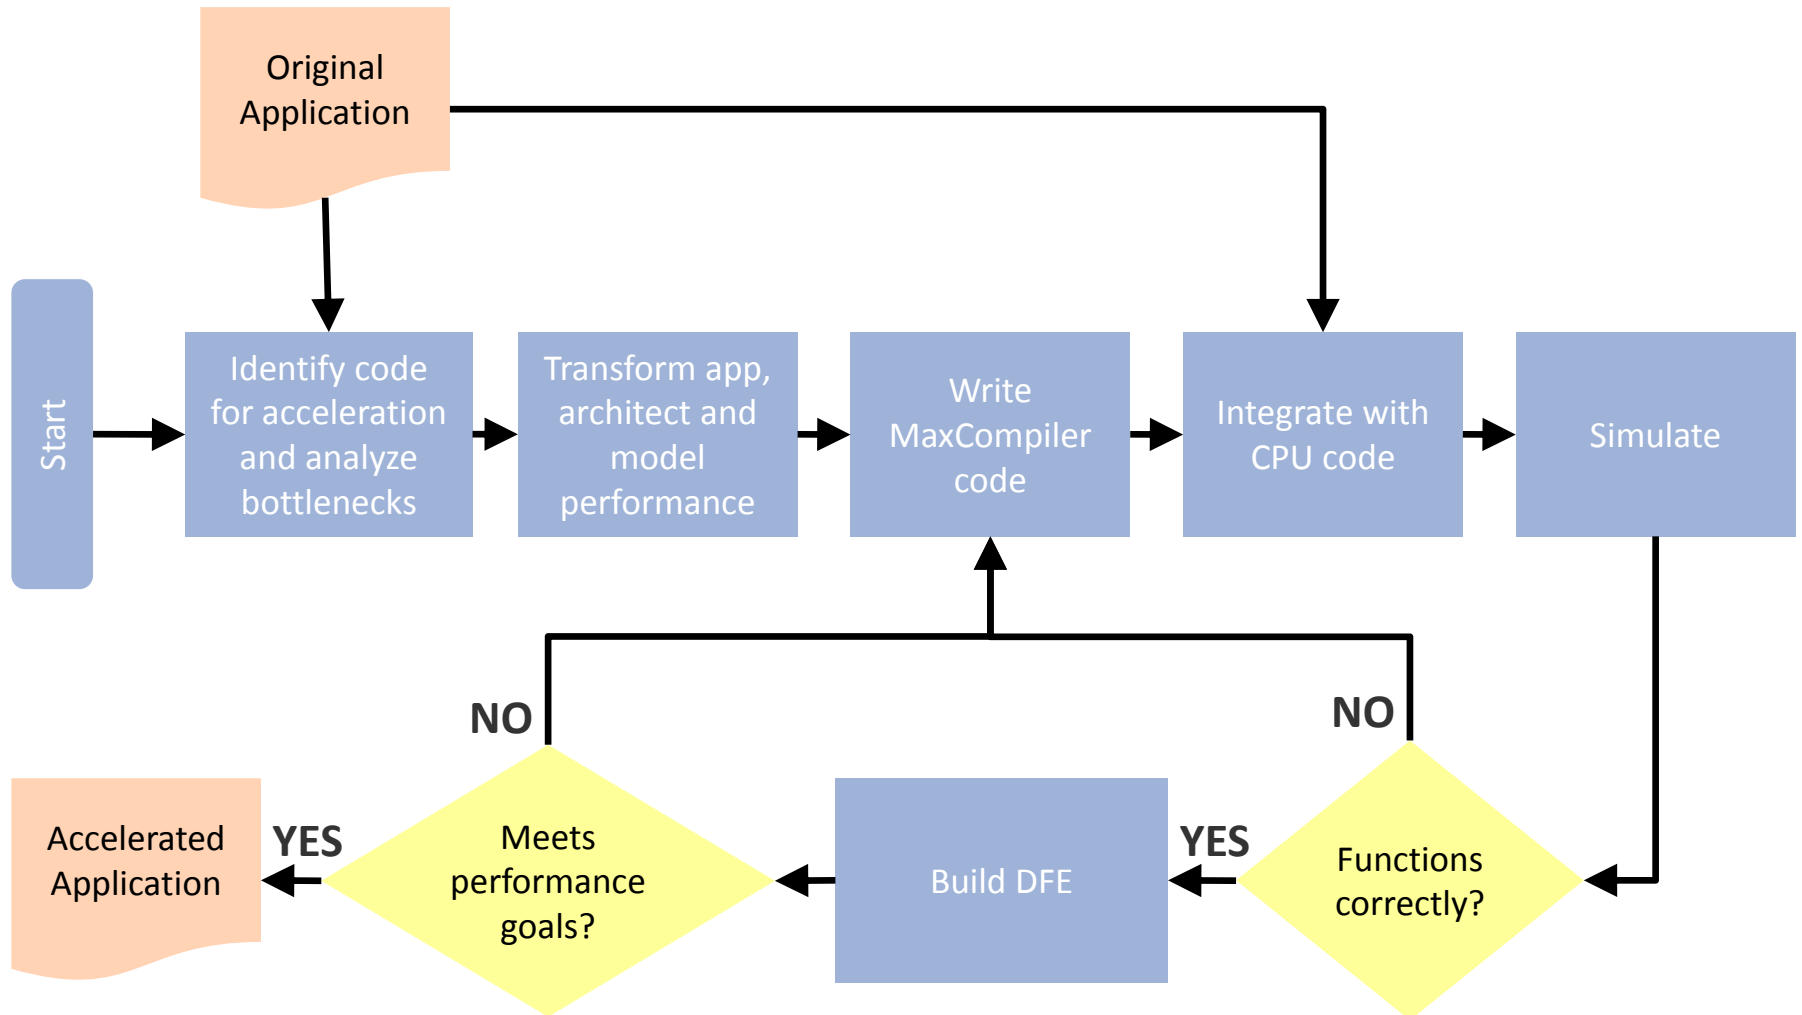 Original
Application
Start
Identify code
for acceleration
and analyze
bottlenecks
Transform app,
architect and
model
performance
Write
MaxCompiler
code
Integrate with
CPU code
Simulate
NO
NO
Accelerated
Application
YES
Meets
performance
goals?
Build DFE
YES
Functions
correctly?